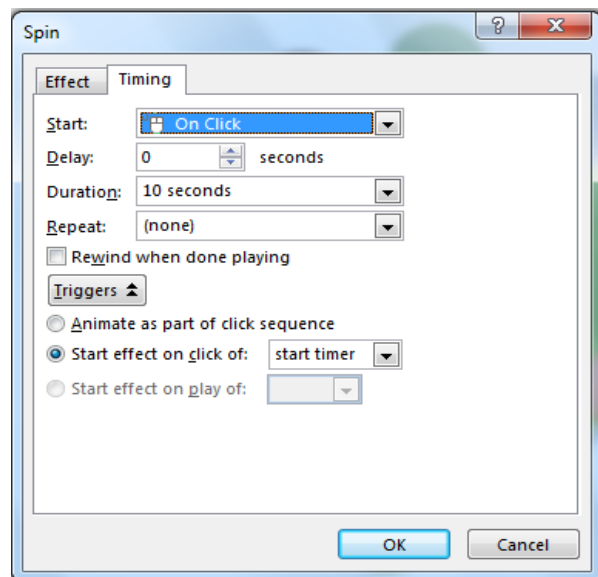 Spin
?
X
Effect Timing
Start: On Click
Delay: 0 seconds
Duration: 10 seconds
Repeat: (none)
Rewind when done playing
Triggers
Animate as part of click sequence
Start effect on click of: start timer
Start effect on play of:
OK Cancel